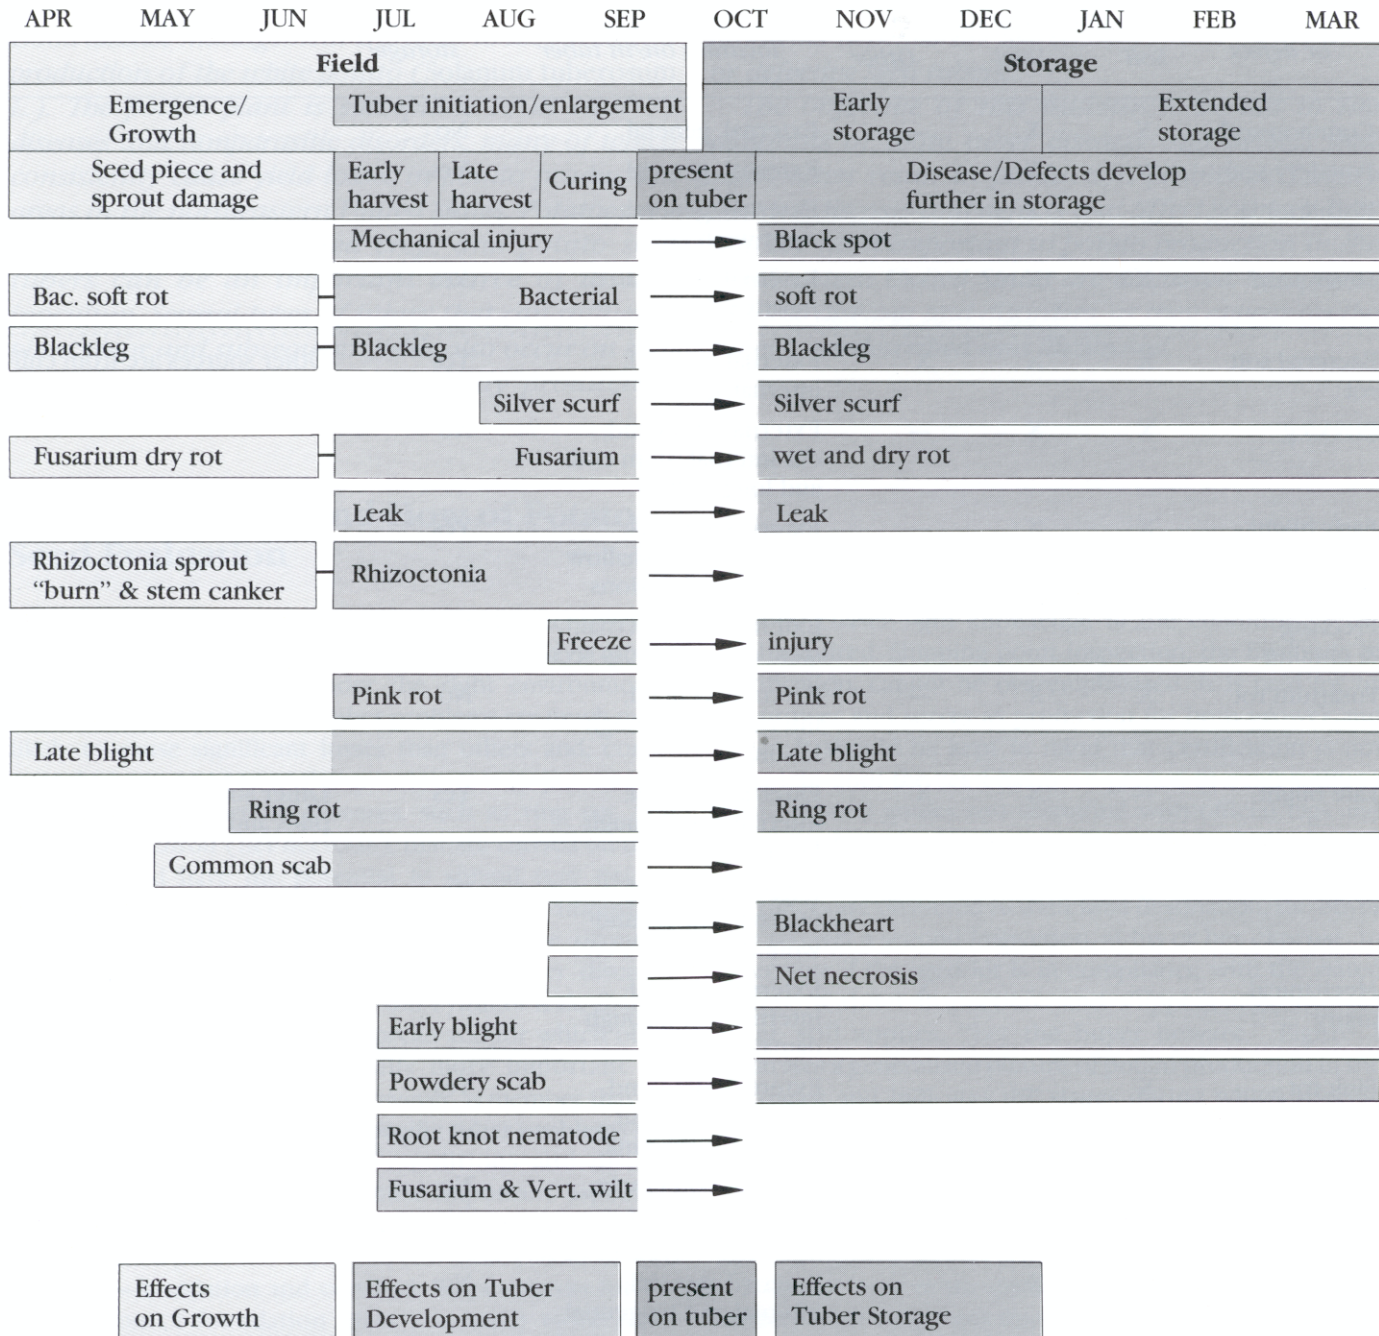 APR MAY JUN JUL AUG SEP OCT NOV DEC JAN FEB MAR
Field Storage
Emergence/ Tuber initiation/enlargement Early Extended
Growth storage storage
Seed piece and Early Late Curing present Disease/Defects develop
sprout damage harvest harvest on tuber further in storage
Mechanical injury Black spot
Bac. soft rot Bacterial soft rot
Blackleg Blackleg Blackleg
Silver scurf Silver scurf
Fusarium dry rot Fusarium wet and dry rot
Leak Leak
Rhizoctonia sprout Rhizoctonia
“burn” & stem canker
Freeze injury
Pink rot Pink rot
Late blight Late blight
Ring rot Ring rot
Common scab
Blackheart
Net necrosis
Early blight
Powdery scab
Root knot nematode
Fusarium & Vert. wilt
Effects Effects on Tuber present Effects on
on Growth Development on tuber Tuber Storage